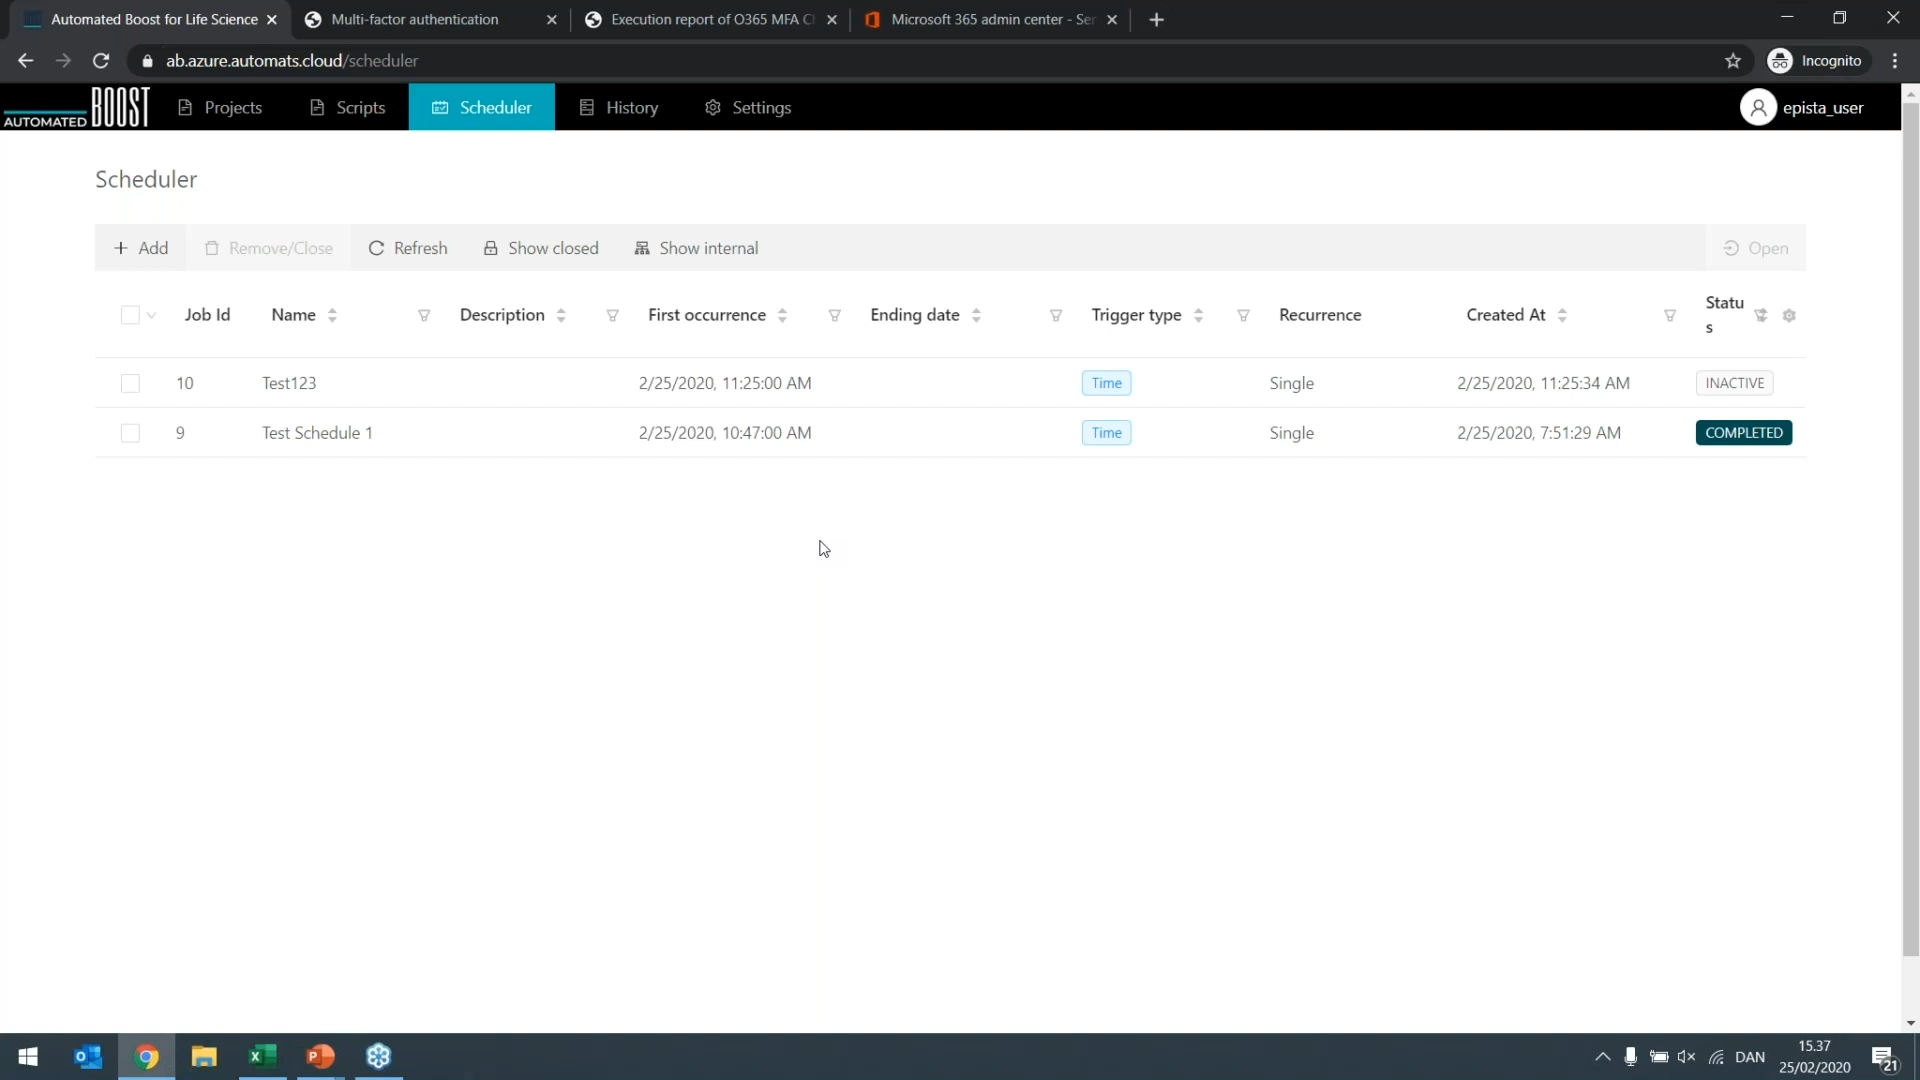 Automated Boost for Life Science
Multi-factor authentication
Execution report of O365 MFA C
Microsoft 365 admin center - Ser
ab.azure.automats.cloud/scheduler
Incognito
AUTOMATED BOOST
Projects
Scripts
Scheduler
History
Settings
epista_user
Scheduler
Add
Remove/Close
Refresh
Show closed
Show internal
Open
Job Id
Name
Description
First occurrence
Ending date
Trigger type
Recurrence
Created At
Statu
s
10 Test123 2/25/2020, 11:25:00 AM Time Single 2/25/2020, 11:25:34 AM INACTIVE
9 Test Schedule 1 2/25/2020, 10:47:00 AM Time Single 2/25/2020, 7:51:29 AM COMPLETED
DAN
15.37
25/02/2020
21